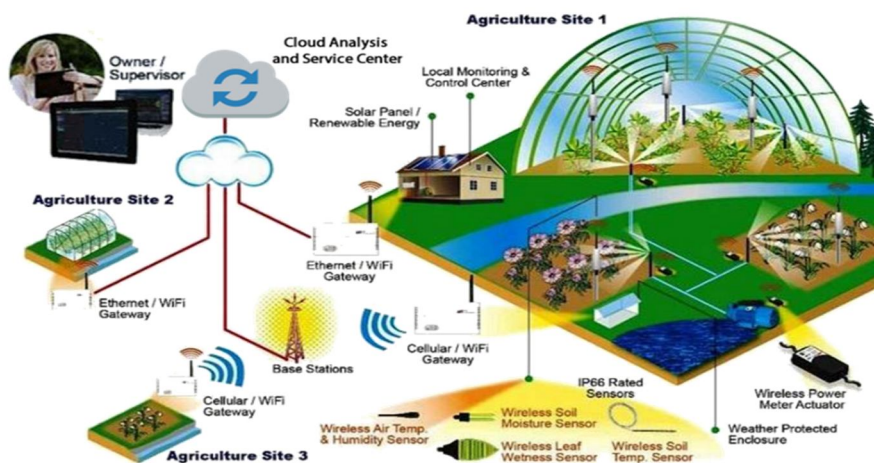 Agriculture Site 1
Owner /
Supervisor
Cloud Analysis
and Service Center
Local Monitoring &
Control Center
Solar Panel /
Renewable Energy
Agriculture Site 2
Ethernet / WiFi
Gateway
Ethernet / WiFi
Gateway
Cellular / WiFi
Gateway
Base Stations
Cellular / WiFi
Gateway
Agriculture Site 3
IP66 Rated
Sensors
Wireless Power
Meter Actuator
Wireless Air Temp.
& Humidity Sensor
Wireless Soil
Moisture Sensor
Wireless Leaf
Wetness Sensor
Wireless Soil
Temp. Sensor
Weather Protected
Enclosure